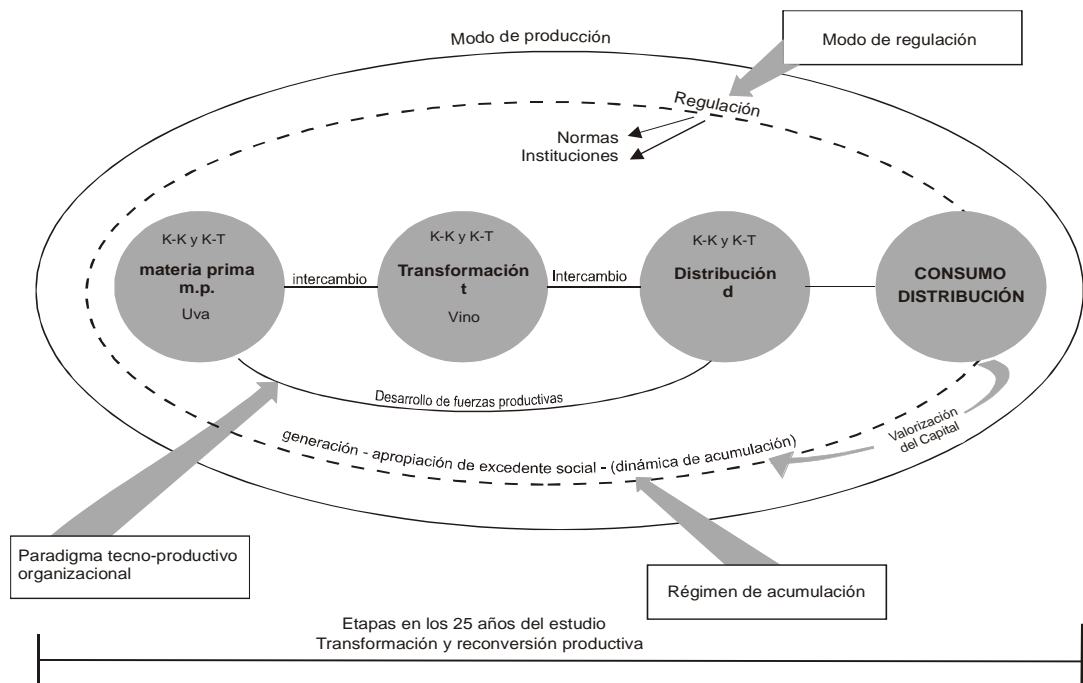 Modo de producción
Modo de regulación
Regulación
Normas
Instituciones
K-K y K-T
materia prima
m.p.
Uva
intercambio
K-K y K-T
Transformación
t
Vino
Intercambio
K-K y K-T
Distribución
d
CONSUMO
DISTRIBUCIÓN
Desarrollo de fuerzas productivas
generación - apropiación de excedente social - (dinámica de acumulación)
Valorización
del Capital
Paradigma tecno-productivo
organizacional
Régimen de acumulación
Etapas en los 25 años del estudio
Transformación y reconversión productiva